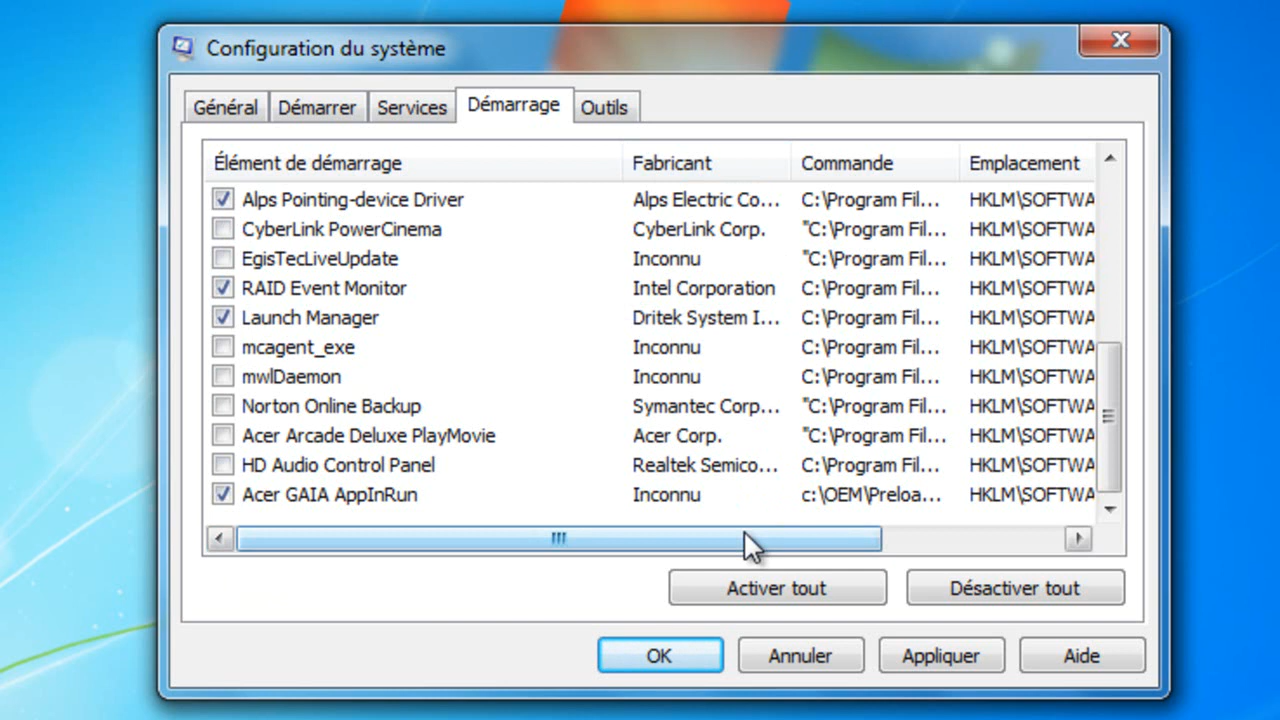 Configuration du système
Général Démarrer Services Démarrage Outils
Élément de démarrage Fabricant Commande Emplacement
Alps Pointing-device Driver Alps Electric Co... C:\Program Fil... HKLM\SOFTWA
CyberLink PowerCinema CyberLink Corp. "C:\Program Fil... HKLM\SOFTWA
EgisTecLiveUpdate Inconnu "C:\Program Fil... HKLM\SOFTWA
RAID Event Monitor Intel Corporation C:\Program Fil... HKLM\SOFTWA
Launch Manager Dritek System I... C:\Program Fil... HKLM\SOFTWA
mcagent_exe Inconnu C:\Program Fil... HKLM\SOFTWA
mwlDaemon Inconnu C:\Program Fil... HKLM\SOFTWA
Norton Online Backup Symantec Corp... "C:\Program Fil... HKLM\SOFTWA
Acer Arcade Deluxe PlayMovie Acer Corp. "C:\Program Fil... HKLM\SOFTWA
HD Audio Control Panel Realtek Semico... C:\Program Fil... HKLM\SOFTWA
Acer GAIA AppInRun Inconnu c:\OEM\Preloa... HKLM\SOFTWA
Activer tout Désactiver tout
OK Annuler Appliquer Aide